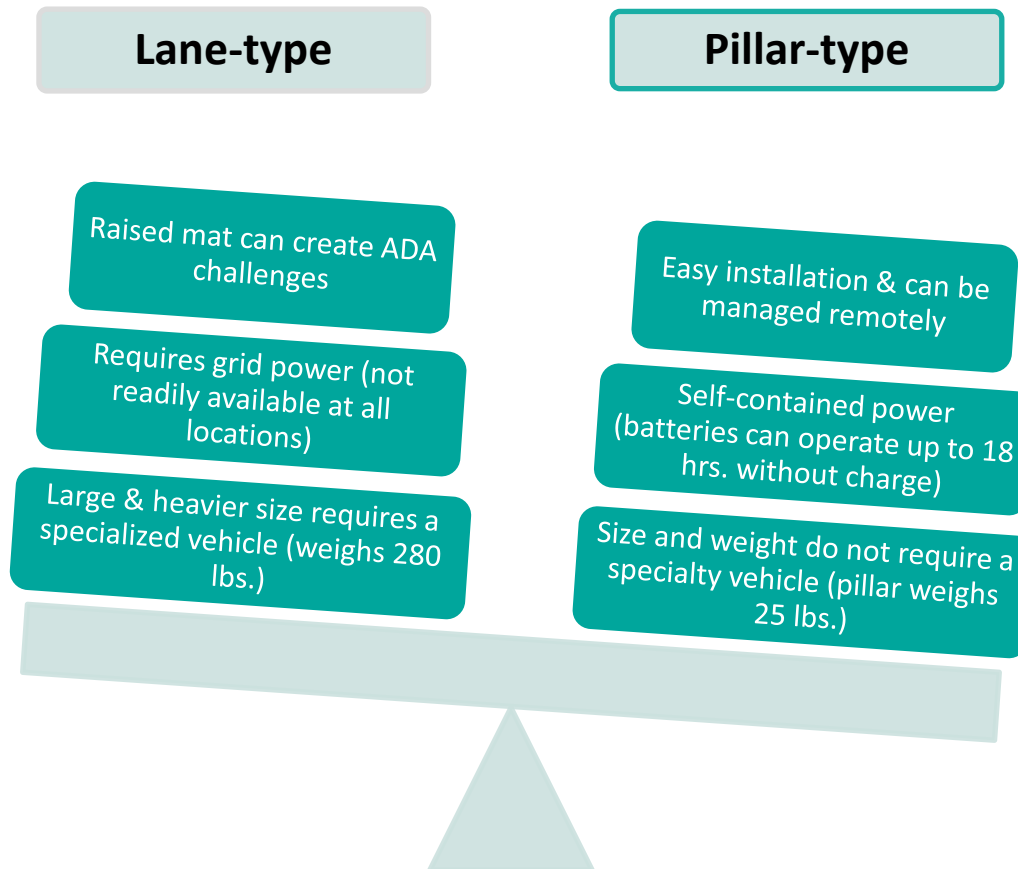 Lane-type
Pillar-type
Raised mat can create ADA
challenges
Requires grid power (not
readily available at all
locations)
Large & heavier size requires a
specialized vehicle (weighs 280
lbs.)
Easy installation & can be
managed remotely
Self-contained power
(batteries can operate up to 18
hrs. without charge)
Size and weight do not require a
specialty vehicle (pillar weighs
25 lbs.)